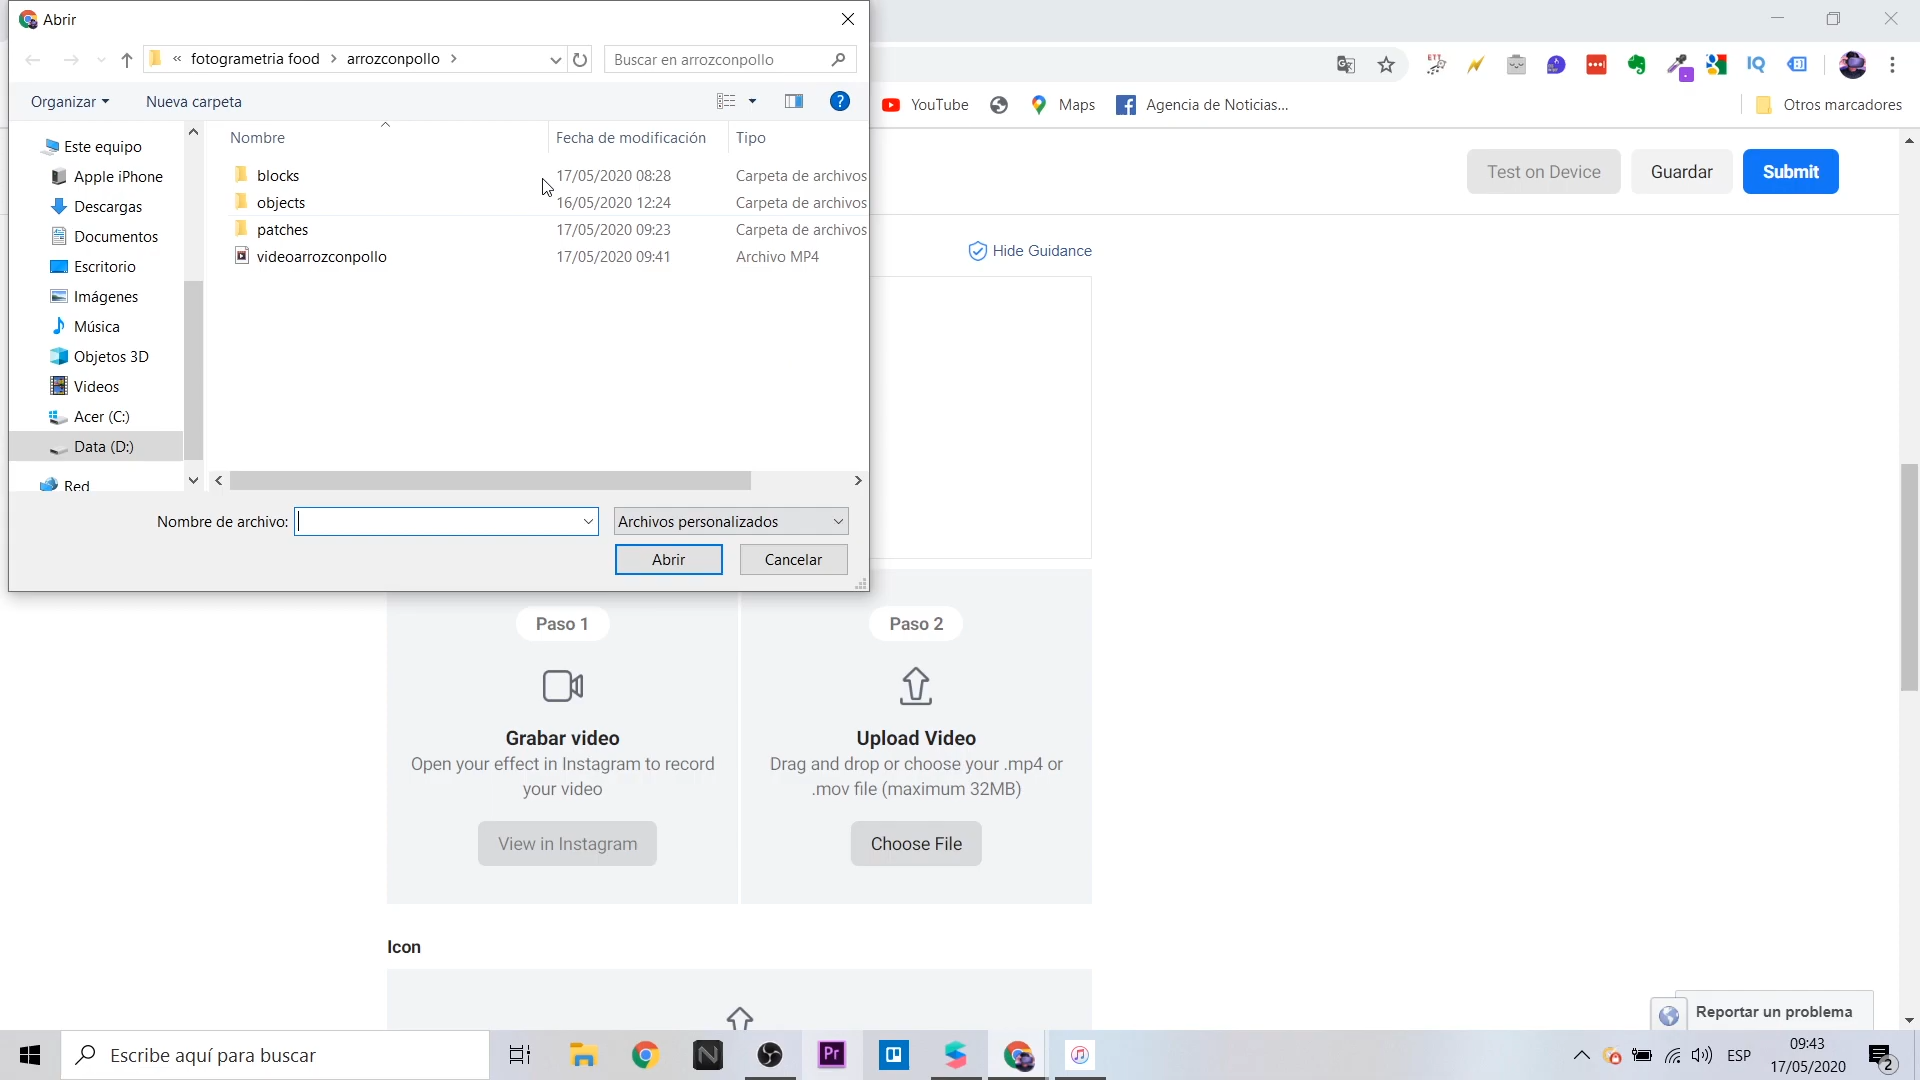 Abrir
« fotogrametria food › arrozconpollo ›
Buscar en arrozconpollo
Organizar
Nueva carpeta
?
Este equipo
Apple iPhone
Descargas
Documentos
Escritorio
Imágenes
Música
Objetos 3D
Videos
Acer (C:)
Data (D:)
Red
Nombre
Fecha de modificación
Tipo
blocks 17/05/2020 08:28 Carpeta de archivos
objects 16/05/2020 12:24 Carpeta de archivos
patches 17/05/2020 09:23 Carpeta de archivos
videoarrozconpollo 17/05/2020 09:41 Archivo MP4
Nombre de archivo:
Archivos personalizados
Abrir
Cancelar
IQ
YouTube
Maps
Agencia de Noticias...
Otros marcadores
Test on Device
Guardar
Submit
Hide Guidance
Paso 1
Grabar video
Open your effect in Instagram to record
your video
View in Instagram
Paso 2
Upload Video
Drag and drop or choose your .mp4 or
.mov file (maximum 32MB)
Choose File
Icon
Reportar un problema
Escribe aquí para buscar
N
Pr
ESP
09:43
17/05/2020
2